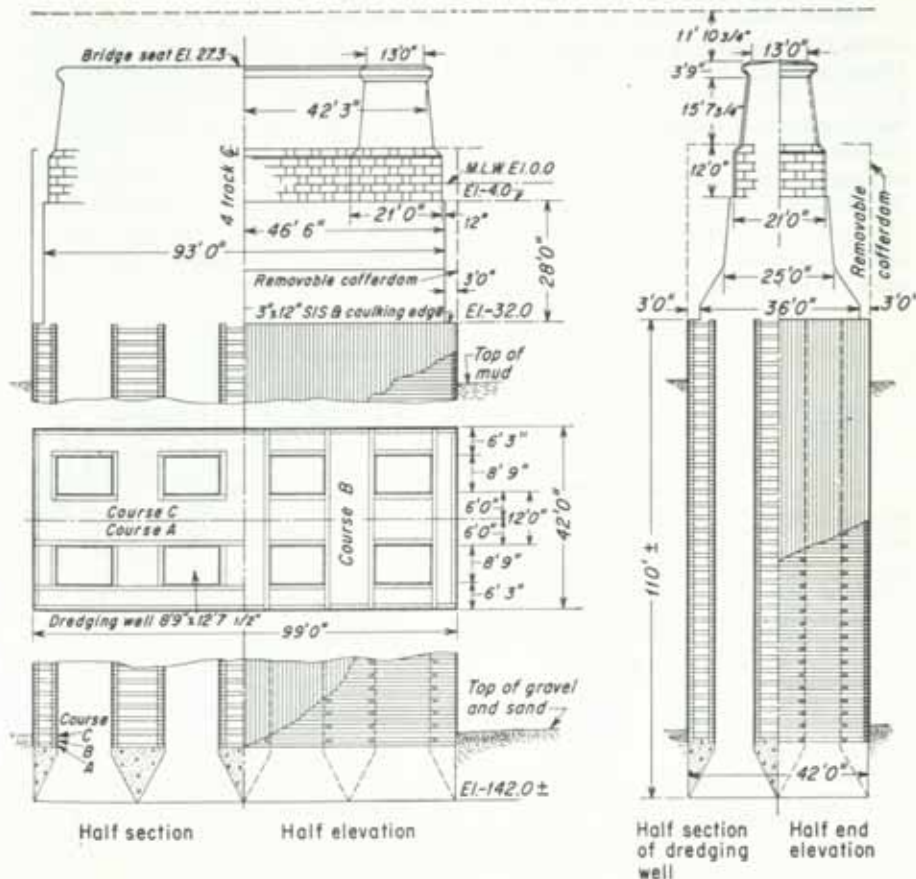 Bridge seat El. 27.3
13'0"
42'3"
4 track ℄
M.L.W. El. 0.0
El.-4.0
21'0"
12"
46'6"
93'0"
Removable cofferdam
3'0"
28'0"
3"x12" SIS & caulking edge
El.-32.0
Top of
mud
6'3"
8'9"
6'0"
12'0"
6'0"
42'0"
8'9"
6'3"
Course C
Course A
Course B
Dredging well 8'9"x12'7 1/2"
99'0"
Top of gravel
and sand
Course
C
B
A
El.-142.0±
Half section
Half elevation
11'10 3/4"
13'0"
3'9"
15'7 3/4"
12'0"
21'0"
Removable
cofferdam
25'0"
3'0"
36'0"
3'0"
110'±
42'0"
Half section
of dredging
well
Half end
elevation